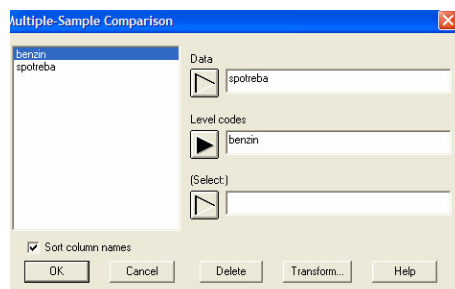 Multiple-Sample Comparison
benzin
spotreba
Data
spotreba
Level codes
benzin
(Select:)
Sort column names
OK
Cancel
Delete
Transform...
Help